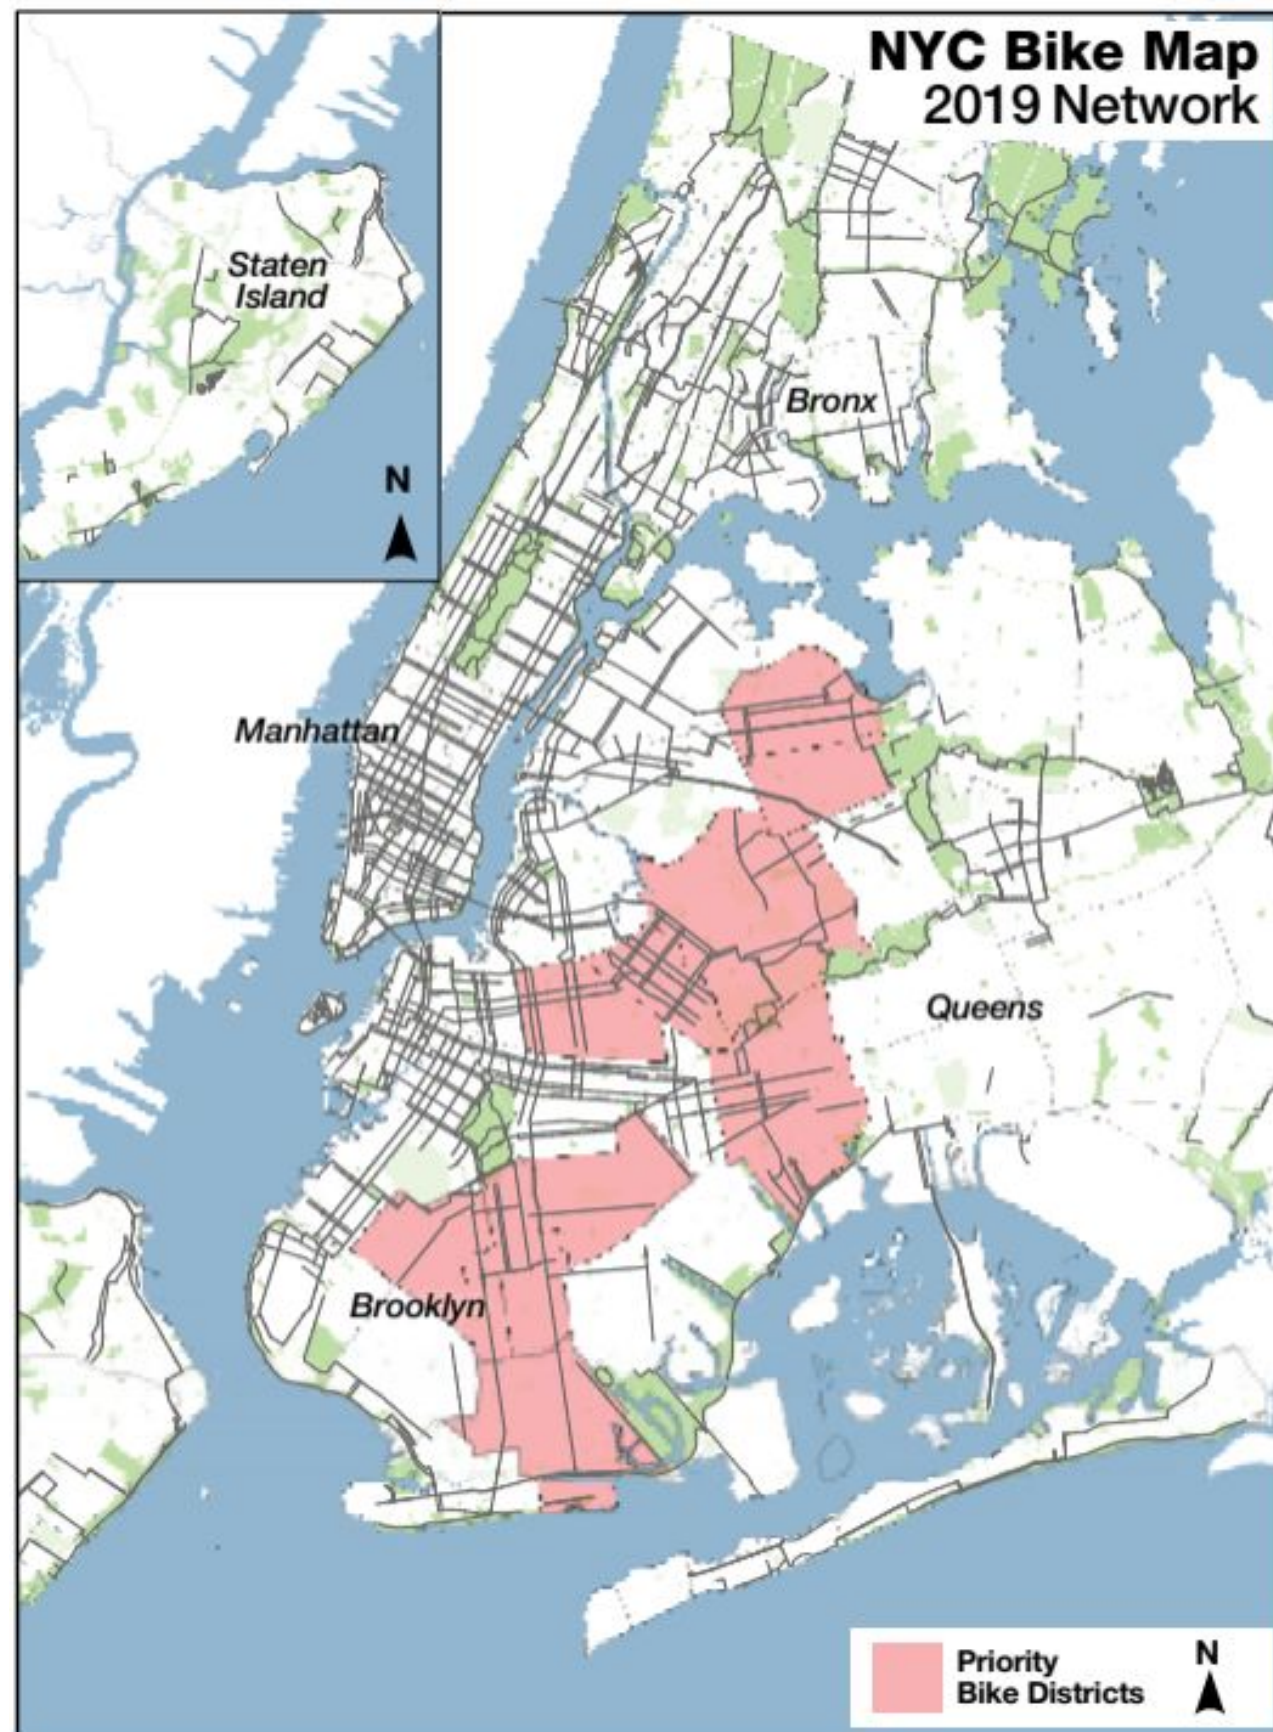 NYC Bike Map
2019 Network
Staten
Island
N
Bronx
Manhattan
Queens
Brooklyn
Priority
Bike Districts
N